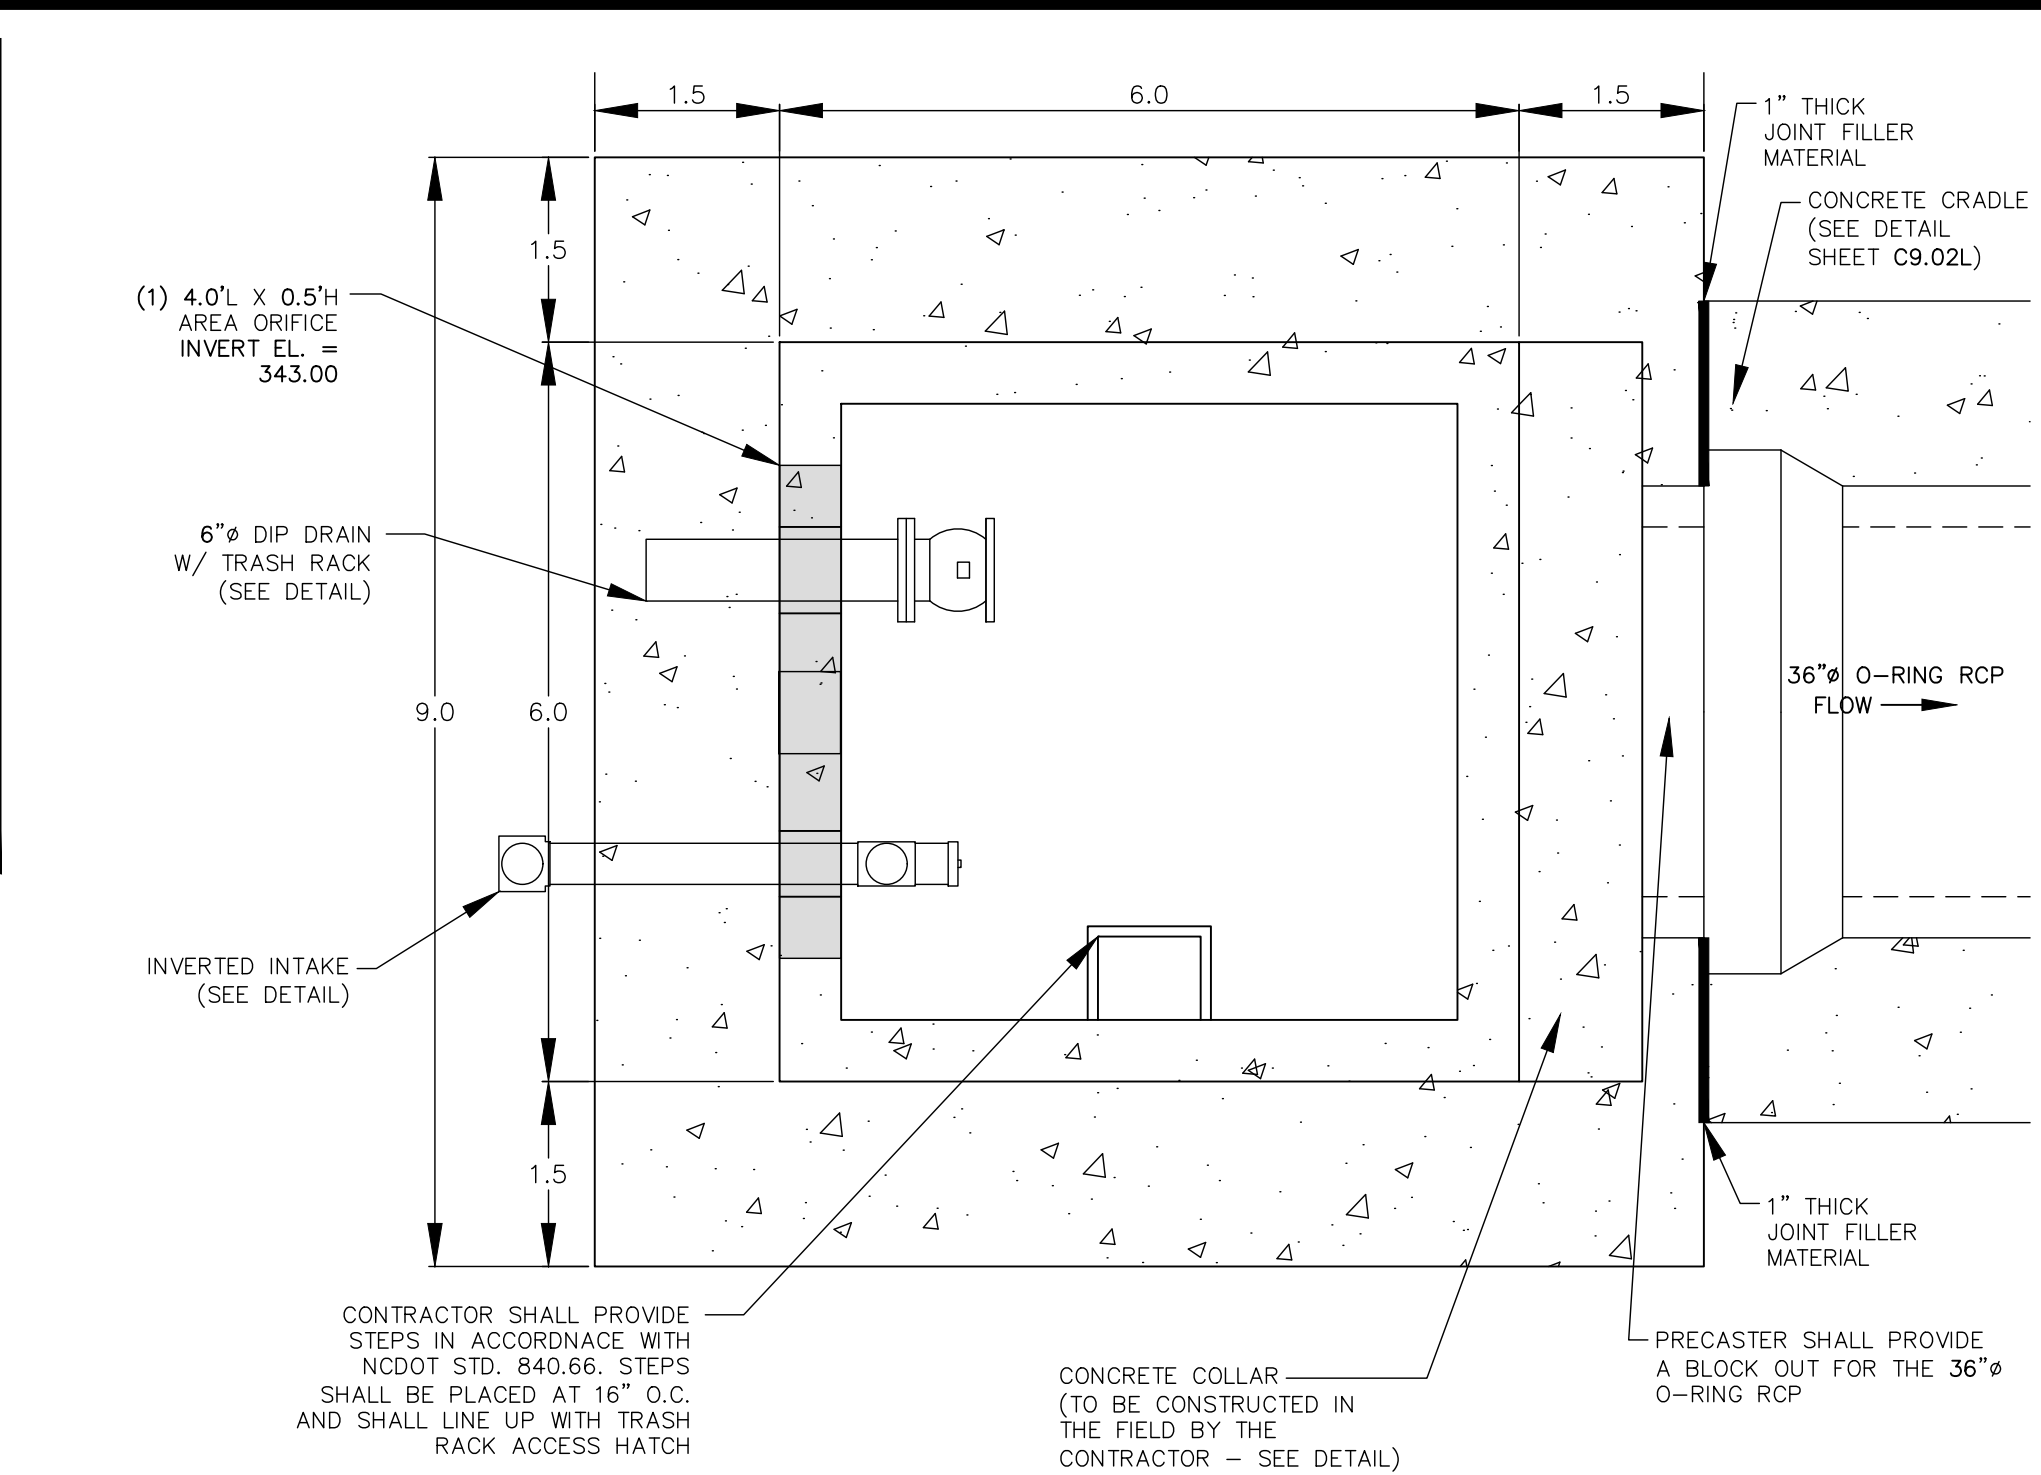 1.5
6.0
1.5
1" THICK
JOINT FILLER
MATERIAL
CONCRETE CRADLE
(SEE DETAIL
SHEET C9.02L)
1.5
(1) 4.0'L X 0.5'H
AREA ORIFICE
INVERT EL. =
343.00
6"ø DIP DRAIN
W/ TRASH RACK
(SEE DETAIL)
9.0
6.0
36"ø O-RING RCP
FLOW
INVERTED INTAKE
(SEE DETAIL)
1.5
1" THICK
JOINT FILLER
MATERIAL
CONTRACTOR SHALL PROVIDE
STEPS IN ACCORDNACE WITH
NCDOT STD. 840.66. STEPS
SHALL BE PLACED AT 16" O.C.
AND SHALL LINE UP WITH TRASH
RACK ACCESS HATCH
CONCRETE COLLAR
(TO BE CONSTRUCTED IN
THE FIELD BY THE
CONTRACTOR - SEE DETAIL)
PRECASTER SHALL PROVIDE
A BLOCK OUT FOR THE 36"ø
O-RING RCP